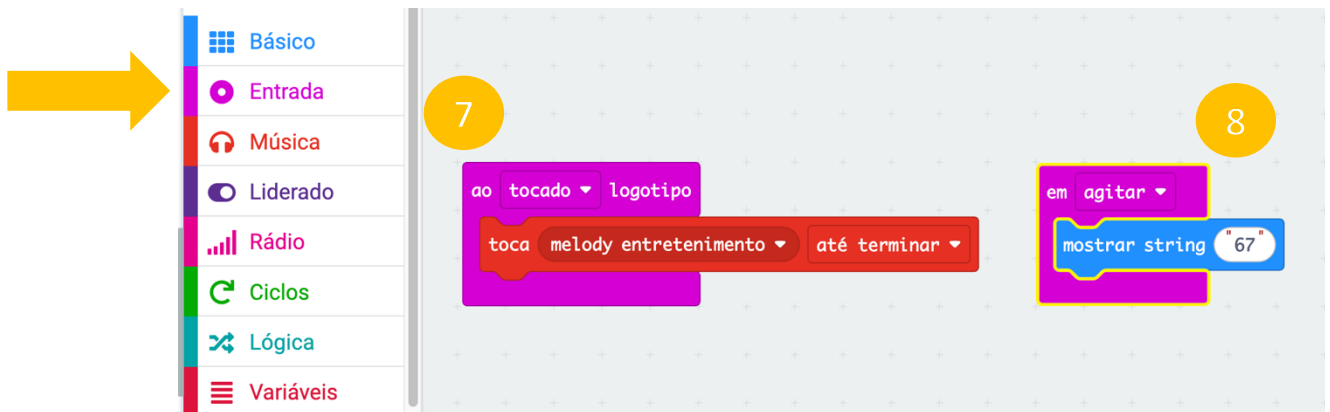 Básico
Entrada
Música
Liderado
Rádio
Ciclos
Lógica
Variáveis
7
ao tocado logotipo
toca melody entretenimento até terminar
8
em agitar
mostrar string "67"